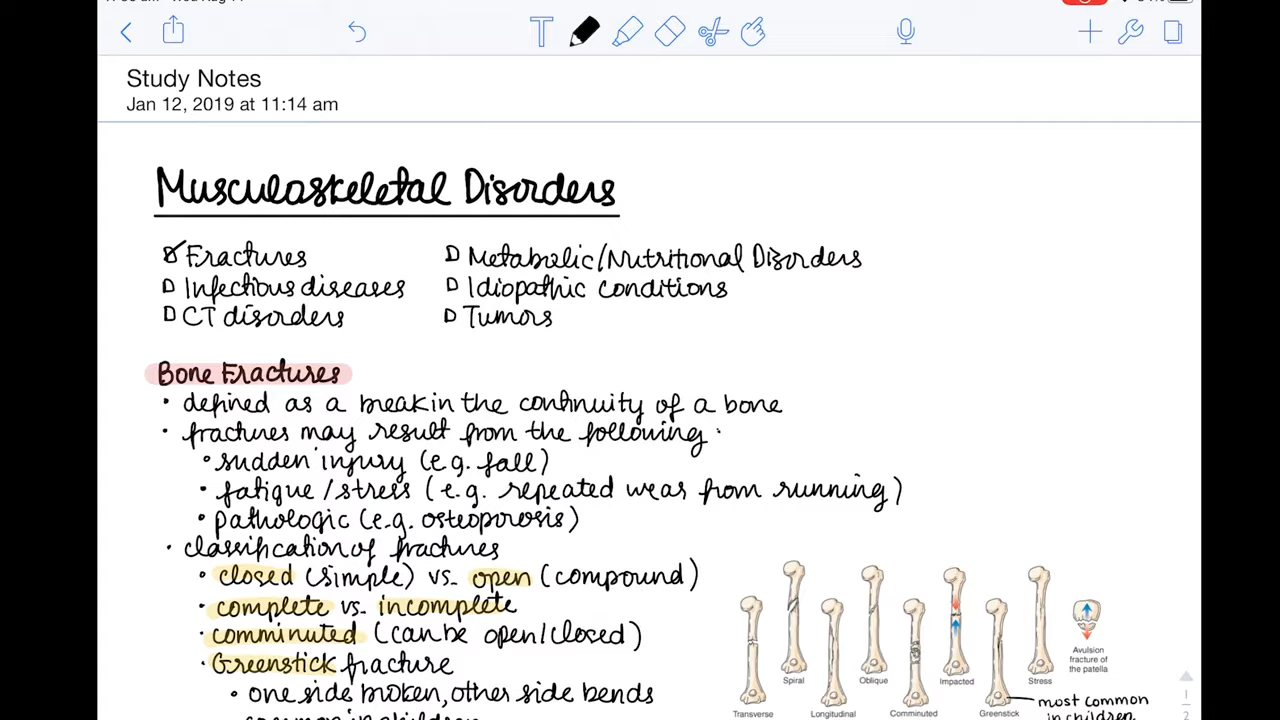 Study Notes
Jan 12, 2019 at 11:14 am
Musculoskeletal Disorders
Fractures
Infectious diseases
CT disorders
Metabolic/Nutritional Disorders
Idiopathic conditions
Tumors
Bone Fractures
• defined as a break in the continuity of a bone
• fractures may result from the following:
• sudden injury (e.g. fall)
• fatigue/stress (e.g. repeated wear from running)
• pathologic (e.g. osteoporosis)
• classification of fractures
• closed (simple) vs. open (compound)
• complete vs. incomplete
• comminuted (can be open/closed)
• Greenstick fracture
• one side broken, other side bends
common in children
Transverse
Spiral
Longitudinal
Oblique
Comminuted
Impacted
Greenstick
Stress
Avulsion
fracture of
the patella
most common
in children